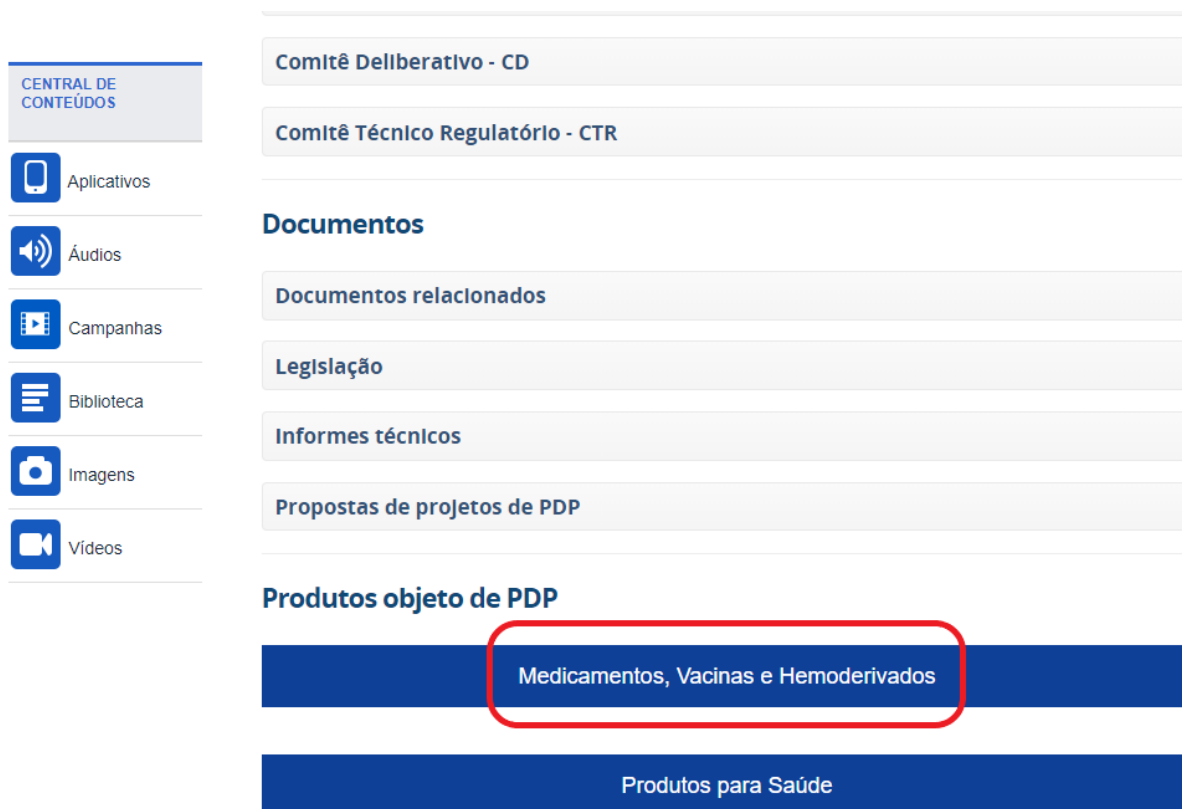 CENTRAL DE
CONTEÚDOS
Aplicativos
Áudios
Campanhas
Biblioteca
Imagens
Vídeos
Comitê Deliberativo - CD
Comitê Técnico Regulatório - CTR
Documentos
Documentos relacionados
Legislação
Informes técnicos
Propostas de projetos de PDP
Produtos objeto de PDP
Medicamentos, Vacinas e Hemoderivados
Produtos para Saúde